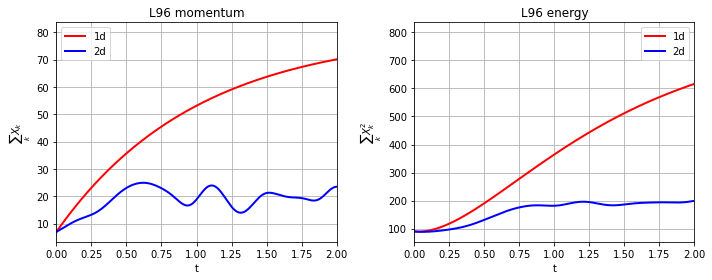 L96 momentum
1d
2d
80
70
60
50
40
30
20
10
∑ₖ Xₖ
0.00 0.25 0.50 0.75 1.00 1.25 1.50 1.75 2.00
t
L96 energy
1d
2d
800
700
600
500
400
300
200
100
∑ₖ Xₖ²
0.00 0.25 0.50 0.75 1.00 1.25 1.50 1.75 2.00
t